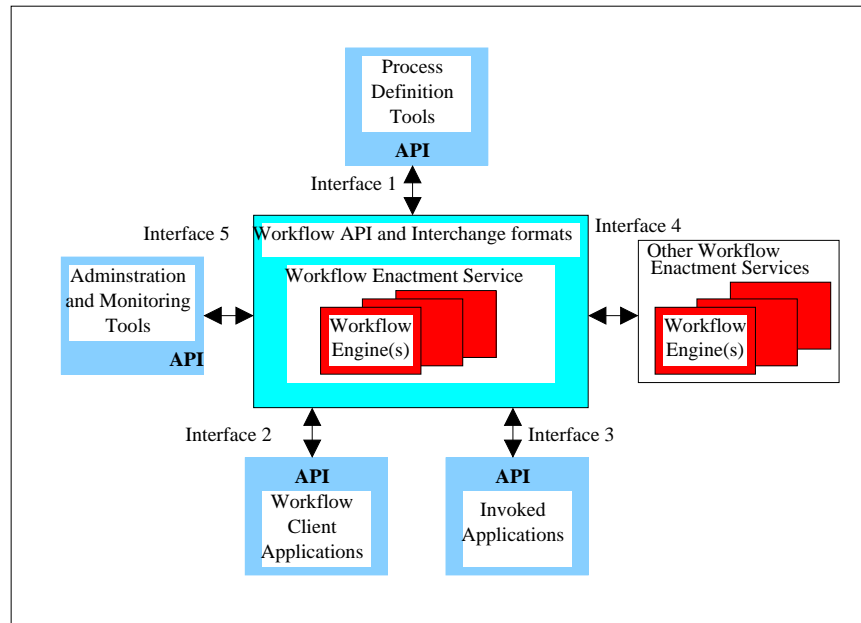 Process
Definition
Tools
API
Interface 1
Interface 5
Interface 4
Workflow API and Interchange formats
Other Workflow
Enactment Services
Adminstration
and Monitoring
Tools
API
Workflow Enactment Service
Workflow
Engine(s)
Workflow
Engine(s)
Interface 2
Interface 3
API
Workflow
Client
Applications
API
Invoked
Applications